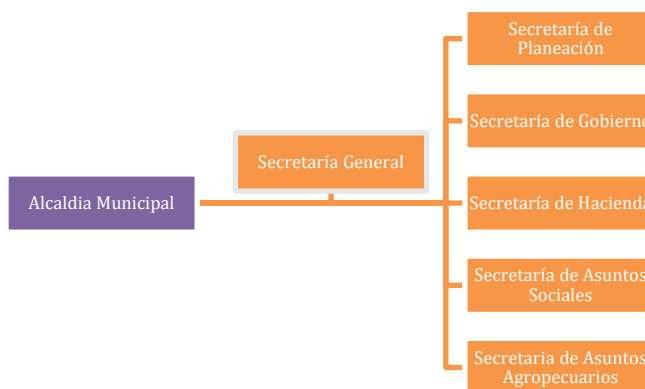 Secretaría de
Planeación
Secretaría de Gobierno
Secretaría General
Alcaldia Municipal
Secretaría de Hacienda
Secretaría de Asuntos
Sociales
Secretaria de Asuntos
Agropecuarios